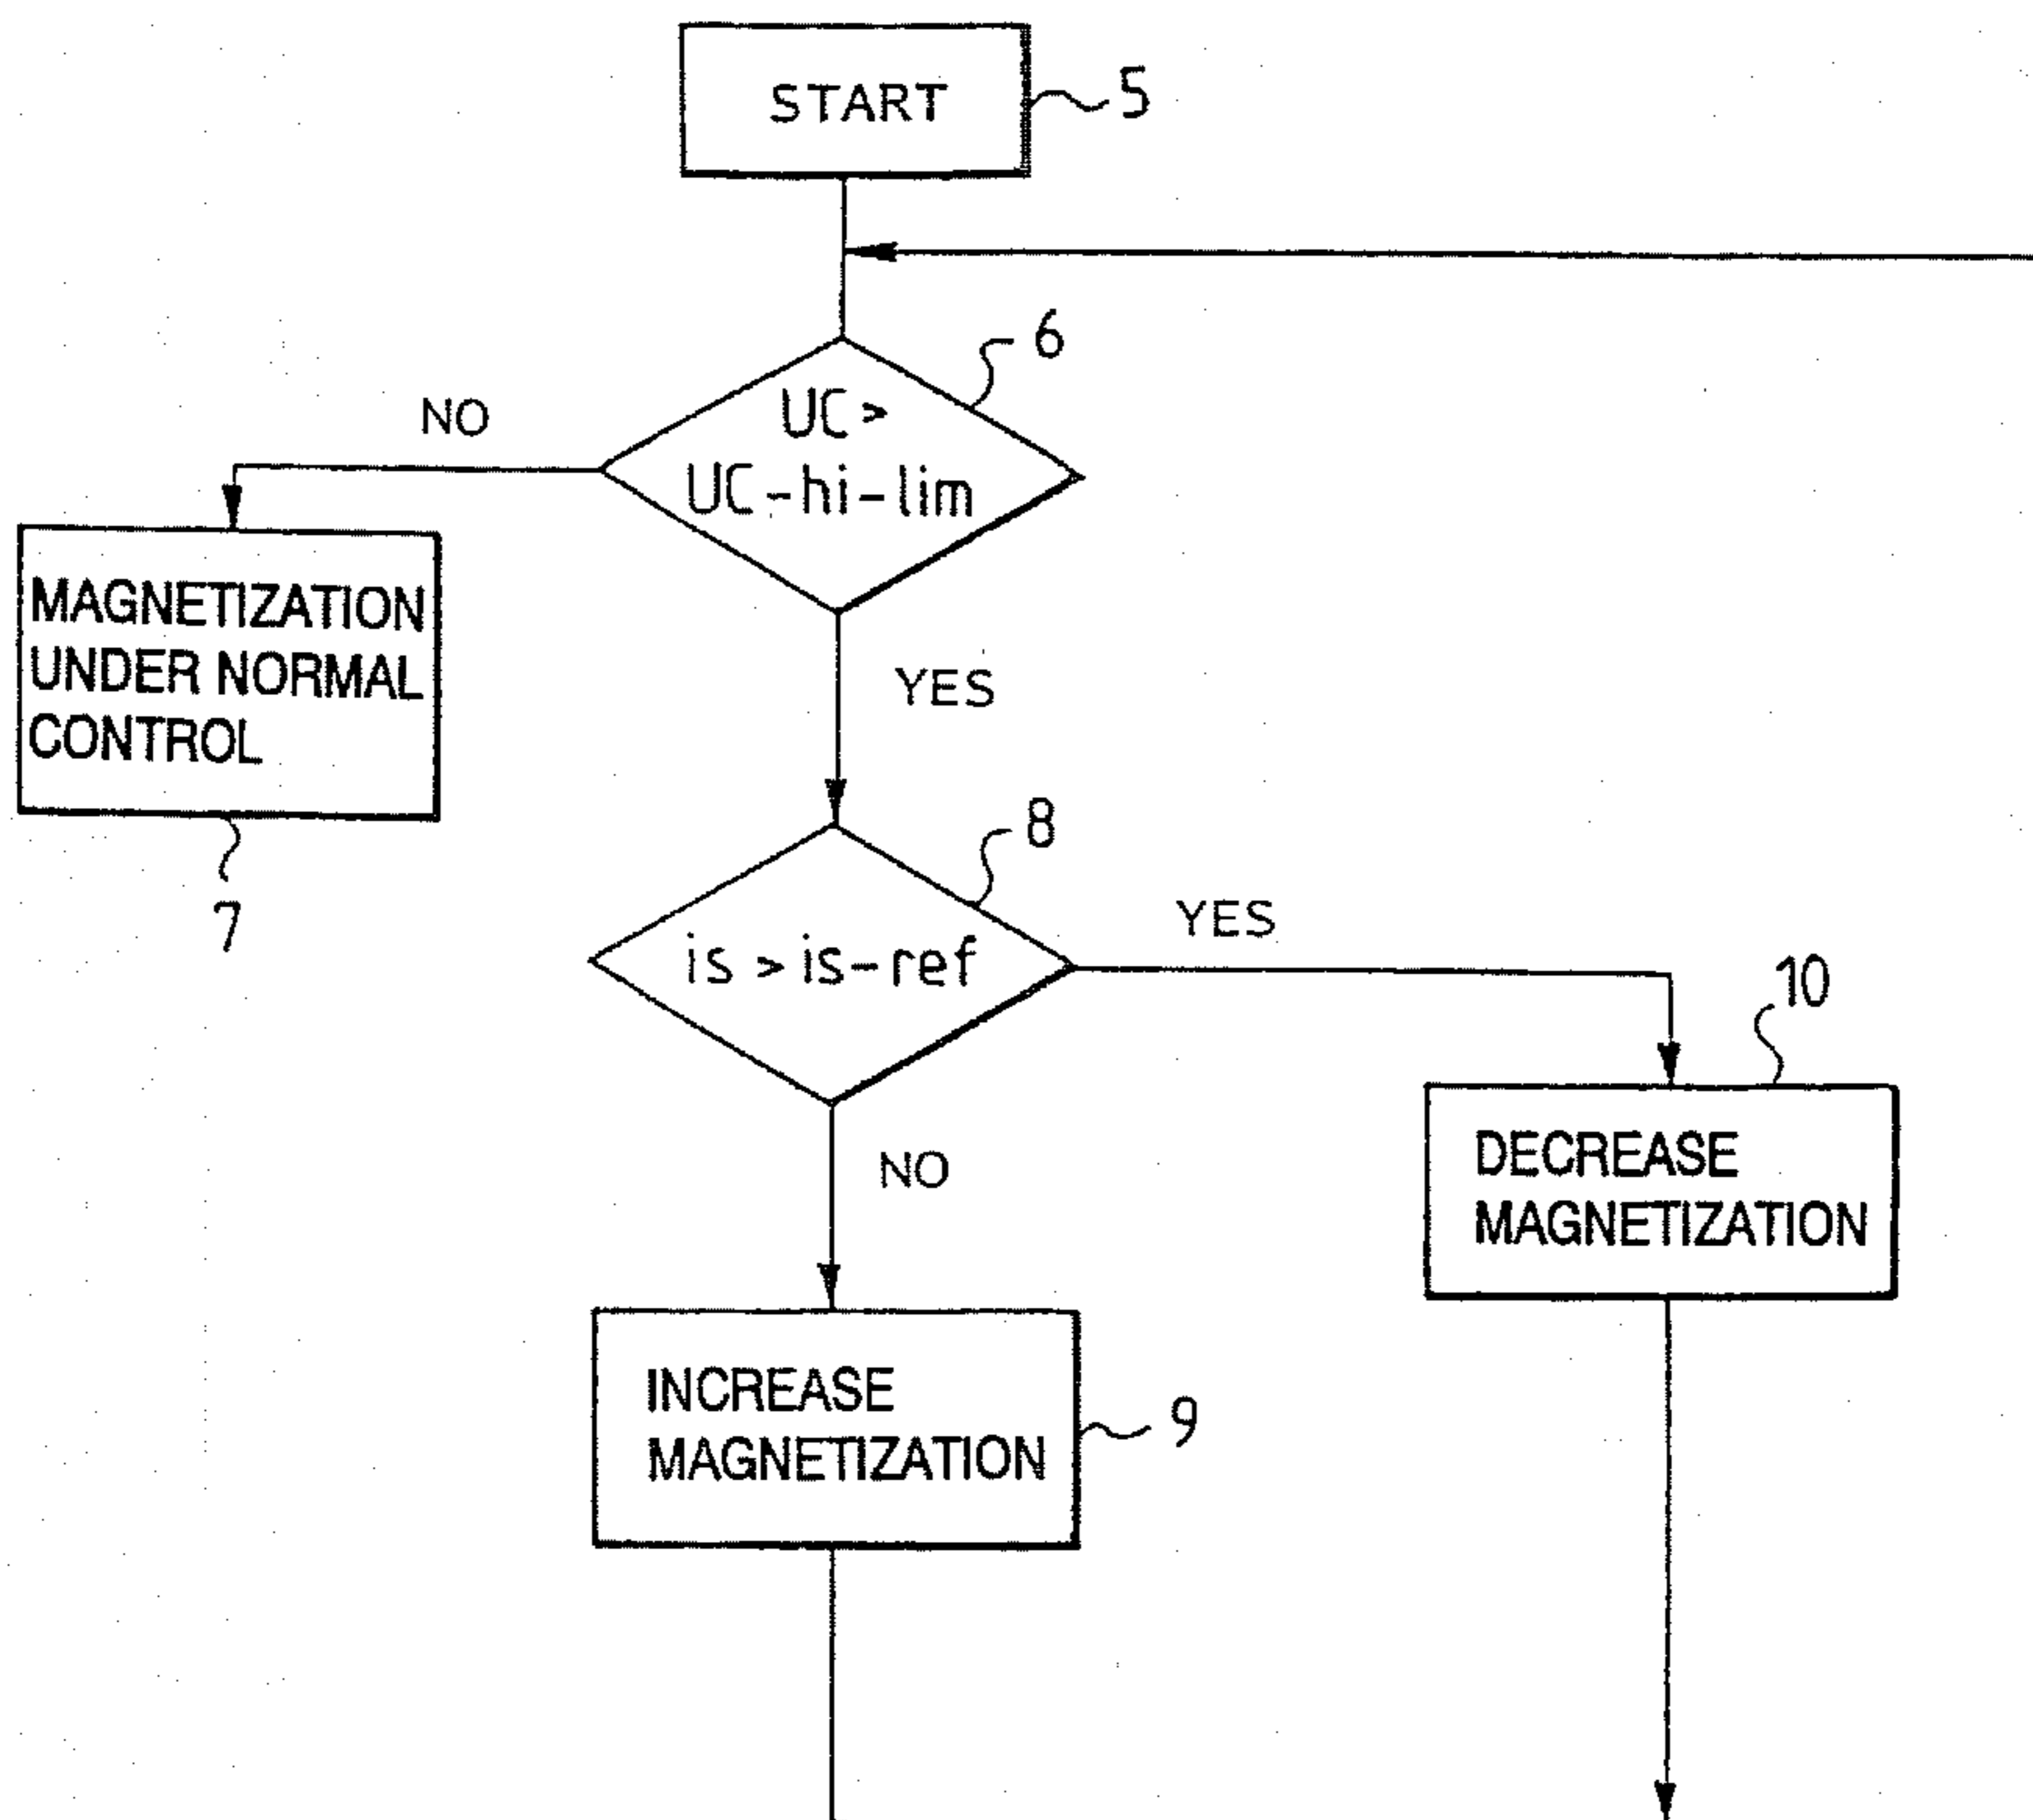 START
5
6
UC >
UC-hi-lim
NO
MAGNETIZATION
UNDER NORMAL
CONTROL
7
YES
8
is > is-ref
YES
10
DECREASE
MAGNETIZATION
NO
INCREASE
MAGNETIZATION
9